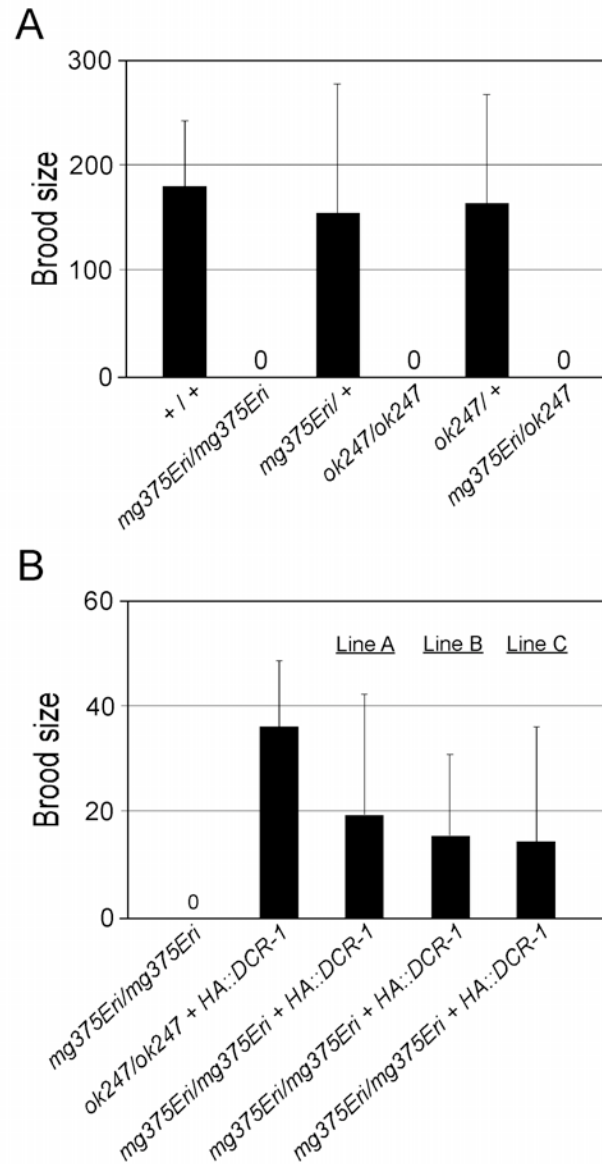 A
Brood size
300
200
100
0
0
0
0
+ / +
mg375Eri/mg375Eri
mg375Eri/ +
ok247/ok247
ok247/ +
mg375Eri/ok247
B
Brood size
60
40
20
0
Line A
Line B
Line C
0
mg375Eri/mg375Eri
ok247/ok247 + HA::DCR-1
mg375Eri/mg375Eri + HA::DCR-1
mg375Eri/mg375Eri + HA::DCR-1
mg375Eri/mg375Eri + HA::DCR-1